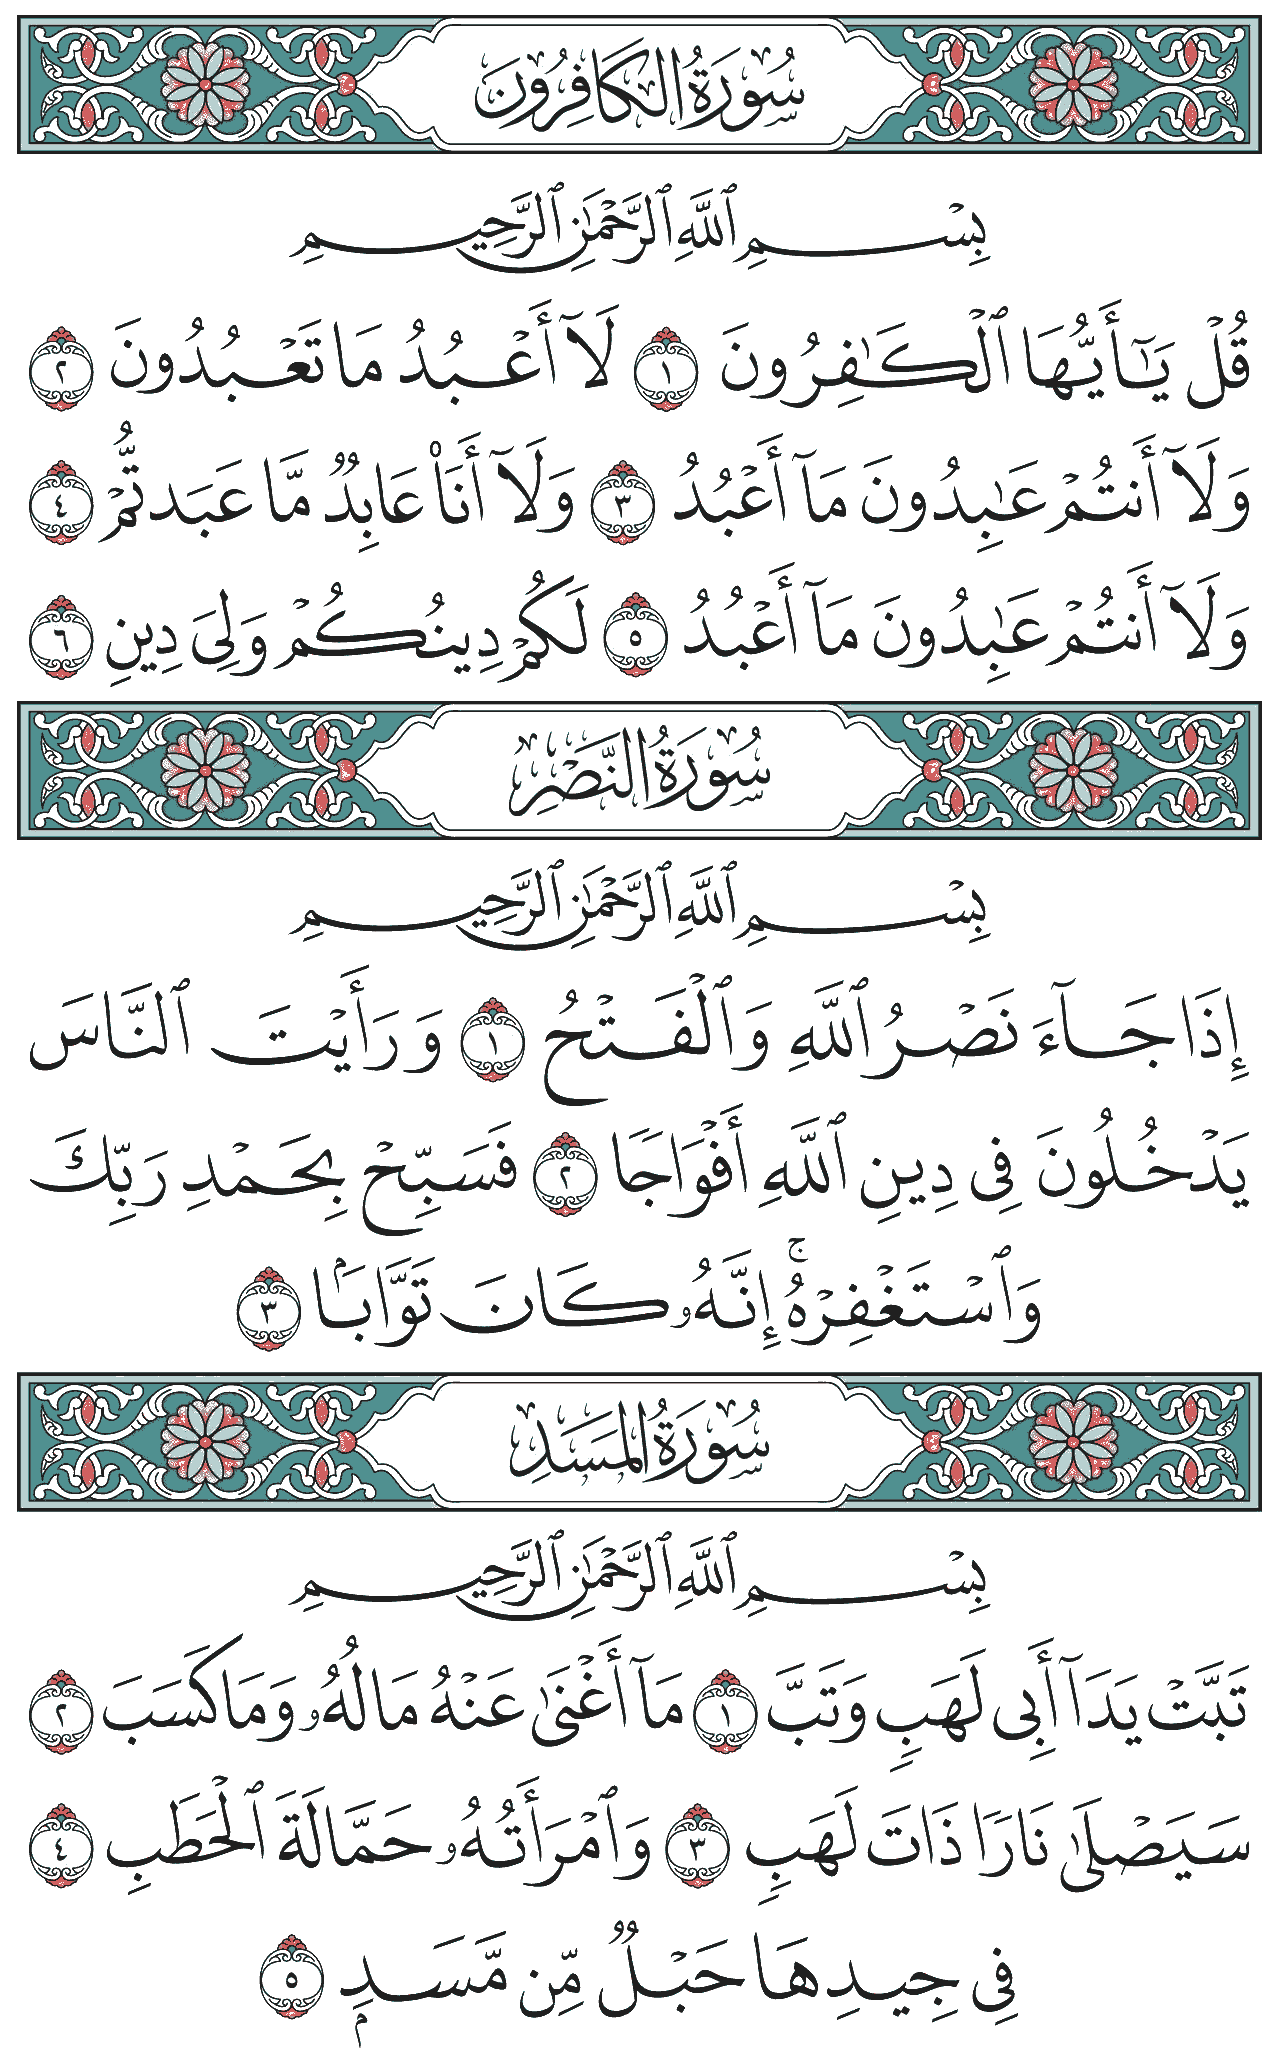 سُورَةُ الكَافِرُونَ
بِسْمِ ٱللَّهِ ٱلرَّحْمَٰنِ ٱلرَّحِيمِ
قُلْ يَٰٓأَيُّهَا ٱلْكَٰفِرُونَ ١ لَآ أَعْبُدُ مَا تَعْبُدُونَ ٢
وَلَآ أَنتُمْ عَٰبِدُونَ مَآ أَعْبُدُ ٣ وَلَآ أَنَا۠ عَابِدٌ مَّا عَبَدتُّمْ ٤
وَلَآ أَنتُمْ عَٰبِدُونَ مَآ أَعْبُدُ ٥ لَكُمْ دِينُكُمْ وَلِىَ دِينِ ٦
سُورَةُ النَّصْرِ
بِسْمِ ٱللَّهِ ٱلرَّحْمَٰنِ ٱلرَّحِيمِ
إِذَا جَآءَ نَصْرُ ٱللَّهِ وَٱلْفَتْحُ ١ وَرَأَيْتَ ٱلنَّاسَ
يَدْخُلُونَ فِى دِينِ ٱللَّهِ أَفْوَاجًا ٢ فَسَبِّحْ بِحَمْدِ رَبِّكَ
وَٱسْتَغْفِرْهُ ۚ إِنَّهُۥ كَانَ تَوَّابَۢا ٣
سُورَةُ المَسَدِ
بِسْمِ ٱللَّهِ ٱلرَّحْمَٰنِ ٱلرَّحِيمِ
تَبَّتْ يَدَآ أَبِى لَهَبٍ وَتَبَّ ١ مَآ أَغْنَىٰ عَنْهُ مَالُهُۥ وَمَا كَسَبَ ٢
سَيَصْلَىٰ نَارًا ذَاتَ لَهَبٍ ٣ وَٱمْرَأَتُهُۥ حَمَّالَةَ ٱلْحَطَبِ ٤
فِى جِيدِهَا حَبْلٌ مِّن مَّسَدِۭ ٥